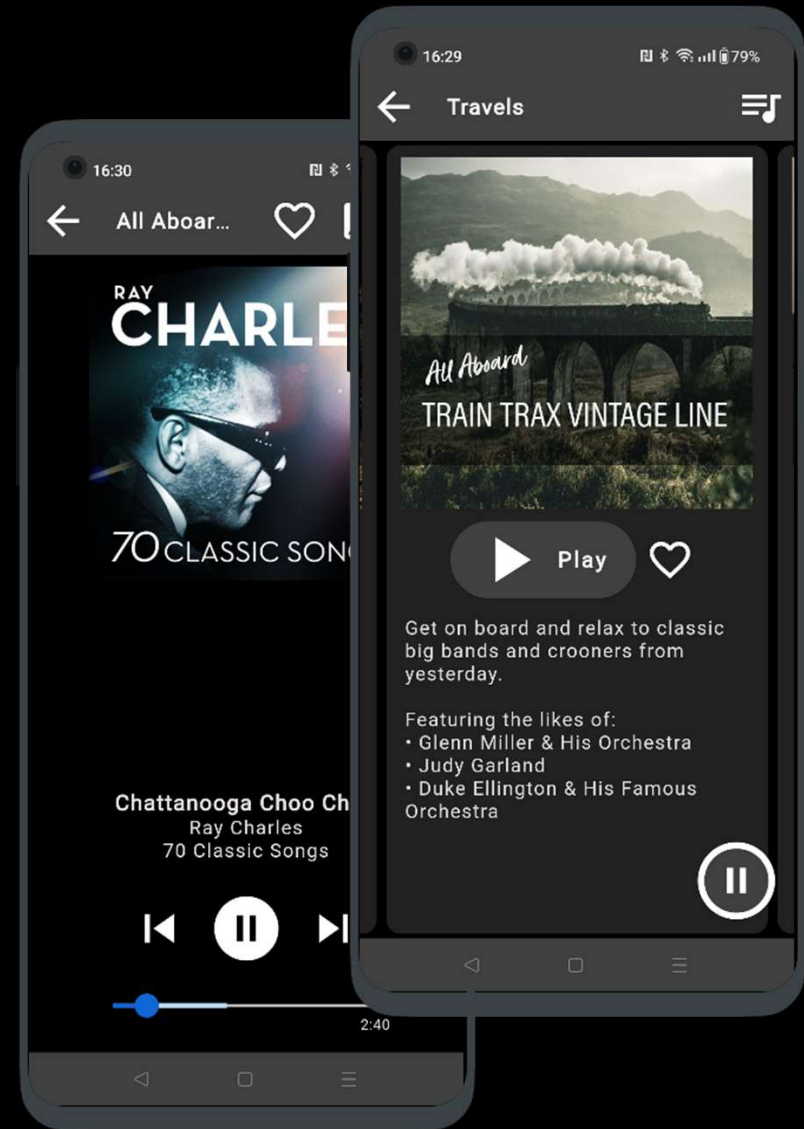 16:30
All Aboar...
RAY
CHARLE
70 CLASSIC SON
Chattanooga Choo Ch
Ray Charles
70 Classic Songs
2:40
16:29
79%
Travels
All Aboard
TRAIN TRAX VINTAGE LINE
Play
Get on board and relax to classic
big bands and crooners from
yesterday.
Featuring the likes of:
• Glenn Miller & His Orchestra
• Judy Garland
• Duke Ellington & His Famous
Orchestra